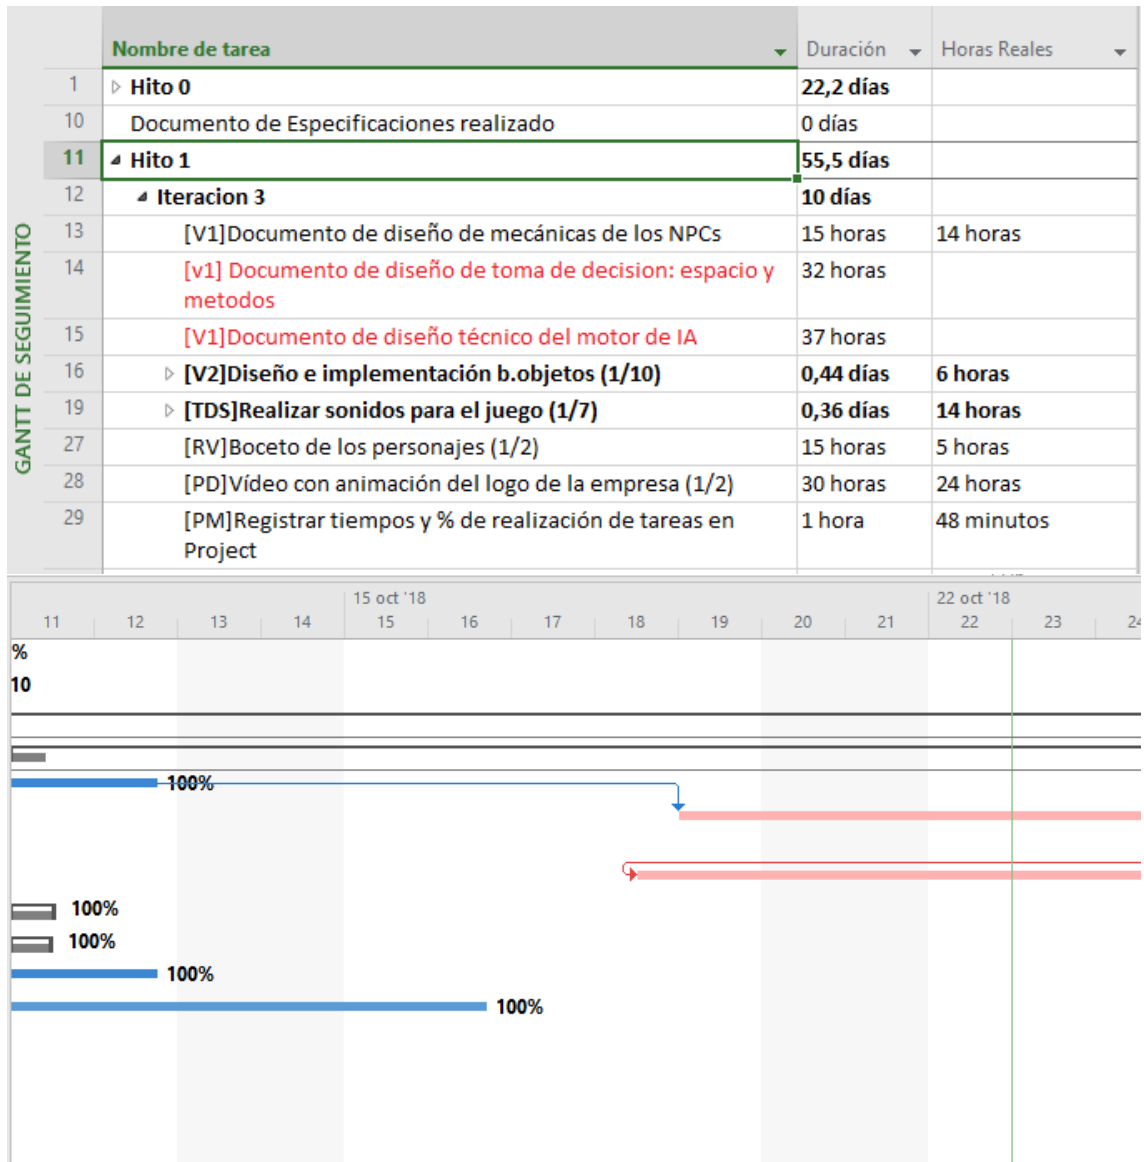 Nombre de tarea Duración Horas Reales
GANTT DE SEGUIMIENTO
1 Hito 0 22,2 días
10 Documento de Especificaciones realizado 0 días
11 Hito 1 55,5 días
12 Iteracion 3 10 días
13 [V1]Documento de diseño de mecánicas de los NPCs 15 horas 14 horas
14 [v1] Documento de diseño de toma de decision: espacio y 32 horas
metodos
15 [V1]Documento de diseño técnico del motor de IA 37 horas
16 [V2]Diseño e implementación b.objetos (1/10) 0,44 días 6 horas
19 [TDS]Realizar sonidos para el juego (1/7) 0,36 días 14 horas
27 [RV]Boceto de los personajes (1/2) 15 horas 5 horas
28 [PD]Vídeo con animación del logo de la empresa (1/2) 30 horas 24 horas
29 [PM]Registrar tiempos y % de realización de tareas en 1 hora 48 minutos
Project
15 oct '18 22 oct '18
11 12 13 14 15 16 17 18 19 20 21 22 23 24
%
10
100%
100%
100%
100%
100%